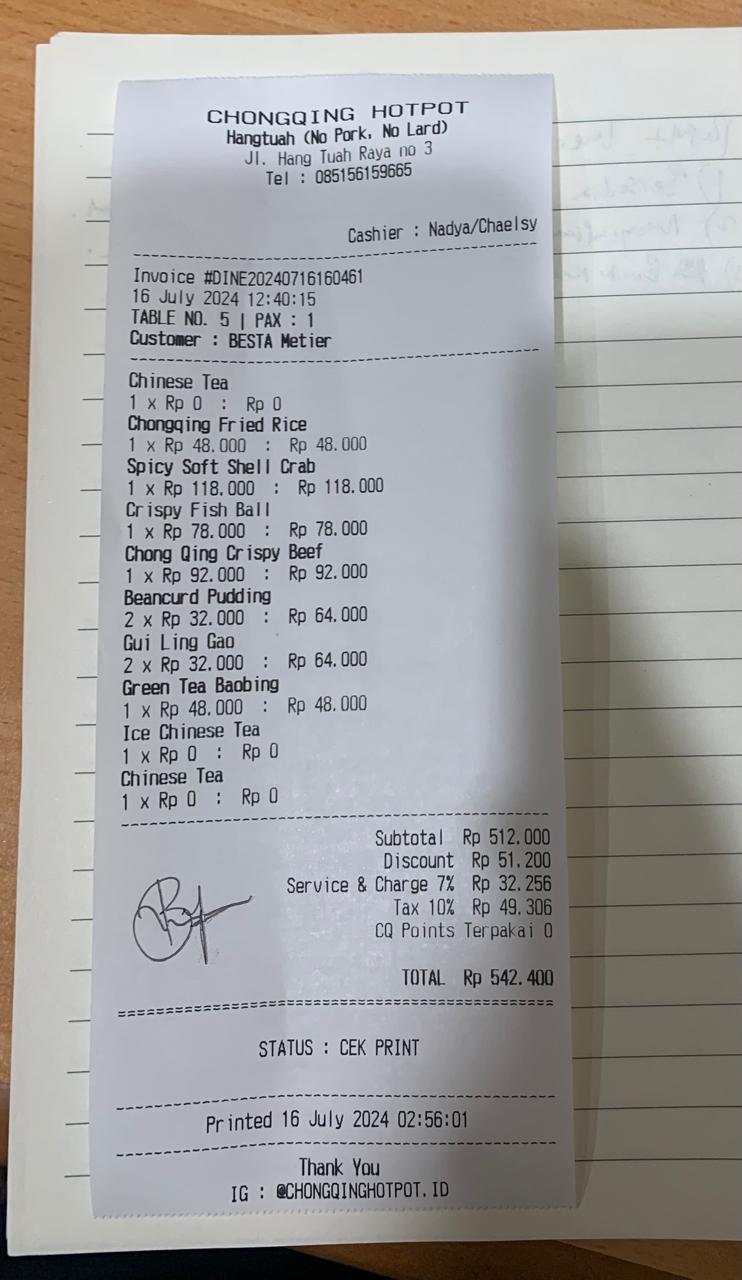 CHONGQING HOTPOT
Hangtuah (No Pork, No Lard)
Jl. Hang Tuah Raya no 3
Tel : 085156159665
Cashier : Nadya/Chaelsy
Invoice #DINE20240716160461
16 July 2024 12:40:15
TABLE NO. 5 | PAX : 1
Customer : BESTA Metier
Chinese Tea
1 x Rp 0 : Rp 0
Chongqing Fried Rice
1 x Rp 48.000 : Rp 48.000
Spicy Soft Shell Crab
1 x Rp 118.000 : Rp 118.000
Crispy Fish Ball
1 x Rp 78.000 : Rp 78.000
Chong Qing Crispy Beef
1 x Rp 92.000 : Rp 92.000
Beancurd Pudding
2 x Rp 32.000 : Rp 64.000
Gui Ling Gao
2 x Rp 32.000 : Rp 64.000
Green Tea Baobing
1 x Rp 48.000 : Rp 48.000
Ice Chinese Tea
1 x Rp 0 : Rp 0
Chinese Tea
1 x Rp 0 : Rp 0
Subtotal Rp 512.000
Discount Rp 51.200
Service & Charge 7% Rp 32.256
Tax 10% Rp 49.306
CQ Points Terpakai 0
TOTAL Rp 542.400
STATUS : CEK PRINT
Printed 16 July 2024 02:56:01
Thank You
IG : @CHONGQINGHOTPOT.ID